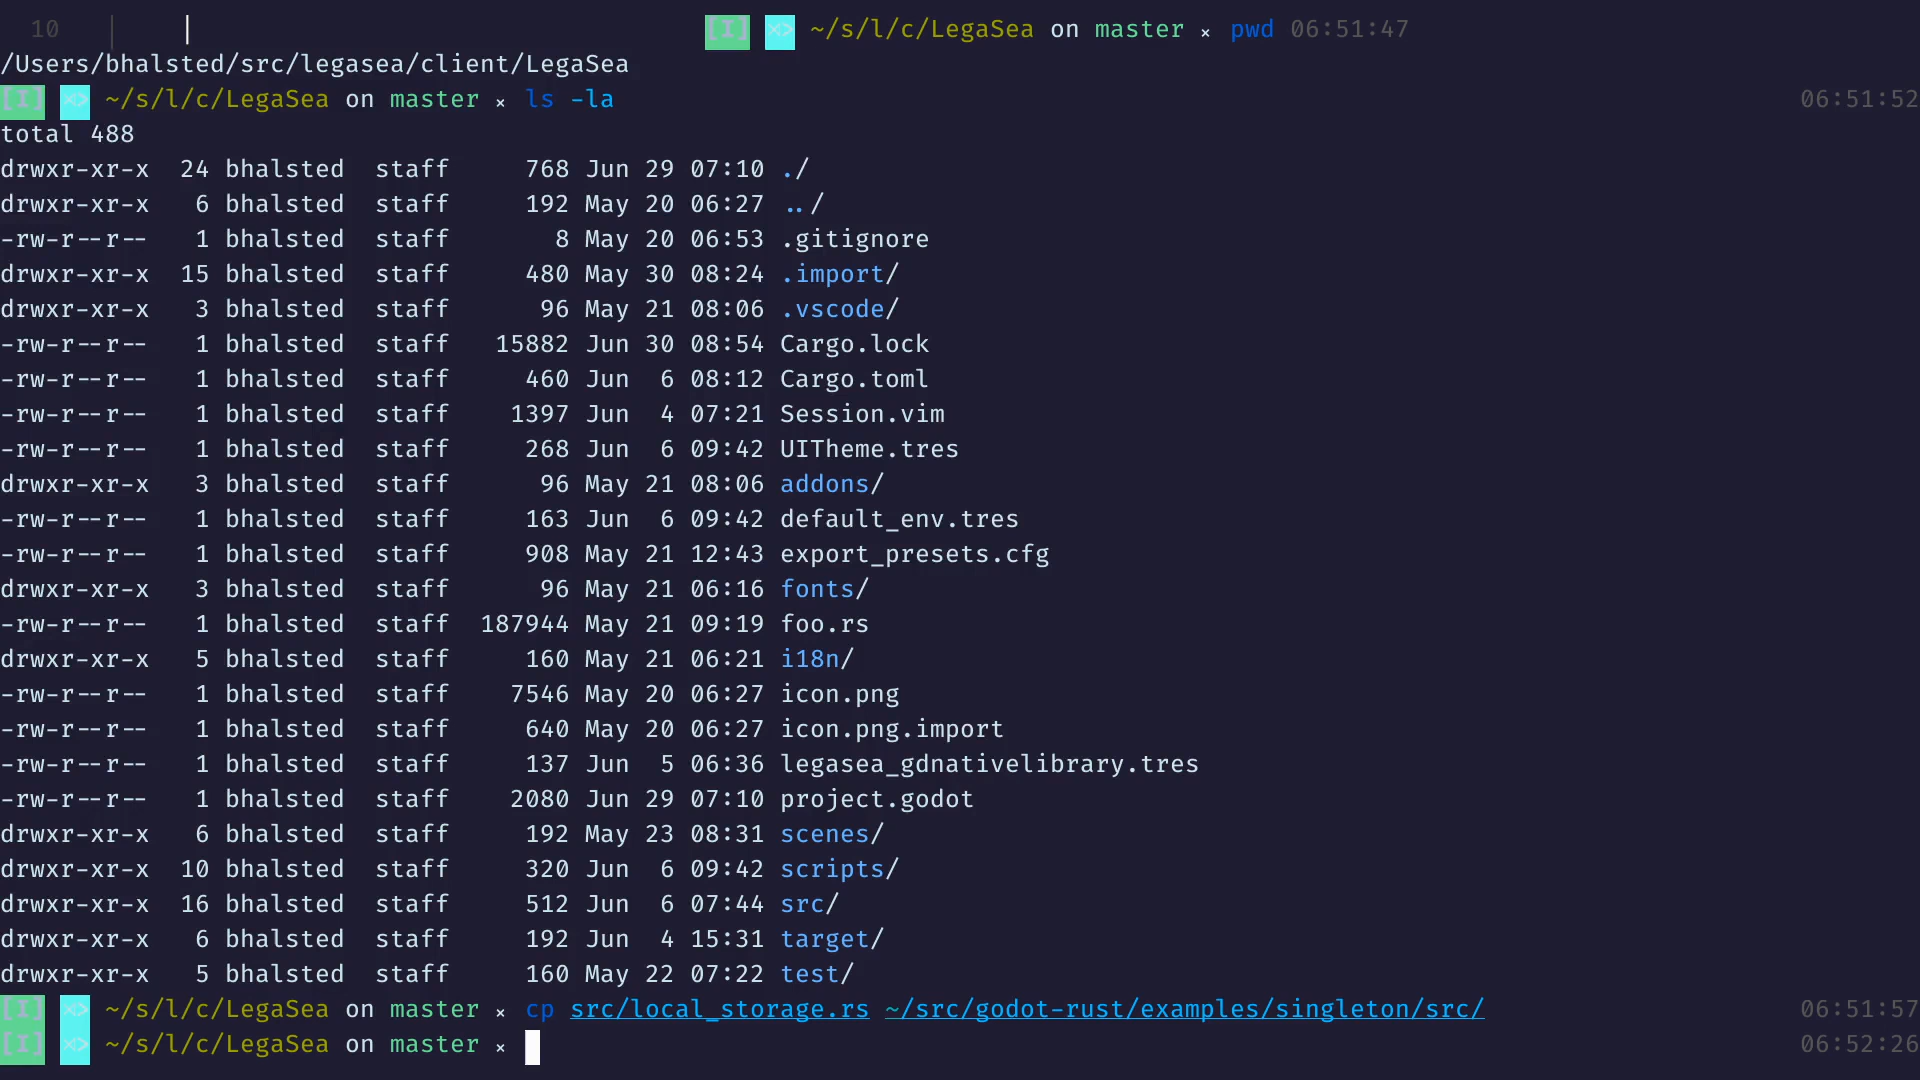 10 │ [I] ><> ~/s/l/c/LegaSea on master × pwd 06:51:47
/Users/bhalsted/src/legasea/client/LegaSea
[I] ><> ~/s/l/c/LegaSea on master × ls -la 06:51:52
total 488
drwxr-xr-x  24 bhalsted  staff     768 Jun 29 07:10 ./
drwxr-xr-x   6 bhalsted  staff     192 May 20 06:27 ../
-rw-r--r--   1 bhalsted  staff       8 May 20 06:53 .gitignore
drwxr-xr-x  15 bhalsted  staff     480 May 30 08:24 .import/
drwxr-xr-x   3 bhalsted  staff      96 May 21 08:06 .vscode/
-rw-r--r--   1 bhalsted  staff   15882 Jun 30 08:54 Cargo.lock
-rw-r--r--   1 bhalsted  staff     460 Jun  6 08:12 Cargo.toml
-rw-r--r--   1 bhalsted  staff    1397 Jun  4 07:21 Session.vim
-rw-r--r--   1 bhalsted  staff     268 Jun  6 09:42 UITheme.tres
drwxr-xr-x   3 bhalsted  staff      96 May 21 08:06 addons/
-rw-r--r--   1 bhalsted  staff     163 Jun  6 09:42 default_env.tres
-rw-r--r--   1 bhalsted  staff     908 May 21 12:43 export_presets.cfg
drwxr-xr-x   3 bhalsted  staff      96 May 21 06:16 fonts/
-rw-r--r--   1 bhalsted  staff  187944 May 21 09:19 foo.rs
drwxr-xr-x   5 bhalsted  staff     160 May 21 06:21 i18n/
-rw-r--r--   1 bhalsted  staff    7546 May 20 06:27 icon.png
-rw-r--r--   1 bhalsted  staff     640 May 20 06:27 icon.png.import
-rw-r--r--   1 bhalsted  staff     137 Jun  5 06:36 legasea_gdnativelibrary.tres
-rw-r--r--   1 bhalsted  staff    2080 Jun 29 07:10 project.godot
drwxr-xr-x   6 bhalsted  staff     192 May 23 08:31 scenes/
drwxr-xr-x  10 bhalsted  staff     320 Jun  6 09:42 scripts/
drwxr-xr-x  16 bhalsted  staff     512 Jun  6 07:44 src/
drwxr-xr-x   6 bhalsted  staff     192 Jun  4 15:31 target/
drwxr-xr-x   5 bhalsted  staff     160 May 22 07:22 test/
[I] ><> ~/s/l/c/LegaSea on master × cp src/local_storage.rs ~/src/godot-rust/examples/singleton/src/ 06:51:57
[I] ><> ~/s/l/c/LegaSea on master × 06:52:26